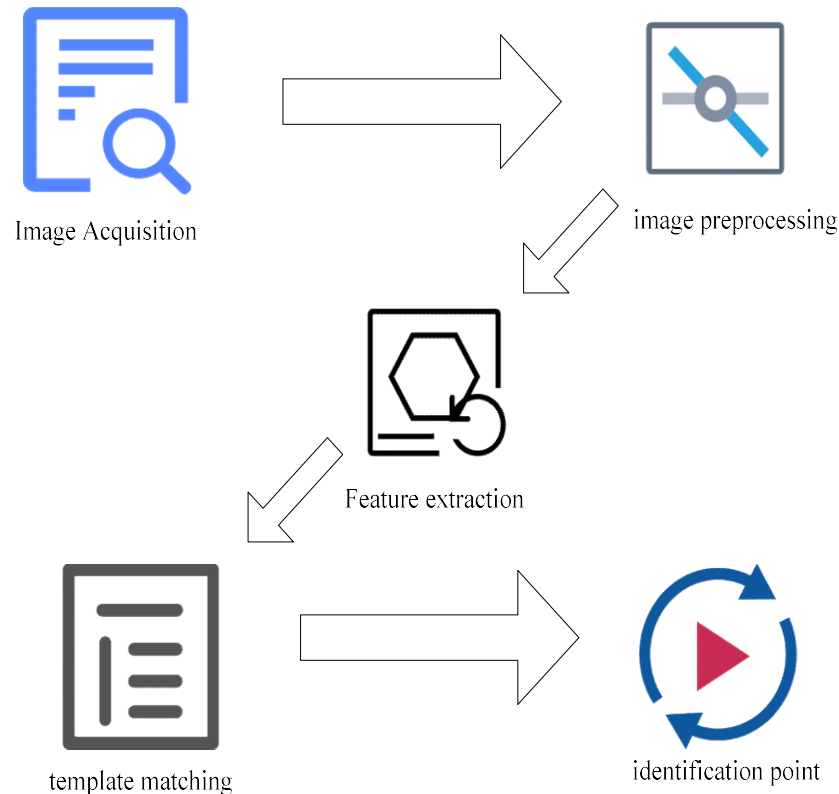 Image Acquisition
image preprocessing
Feature extraction
template matching
identification point